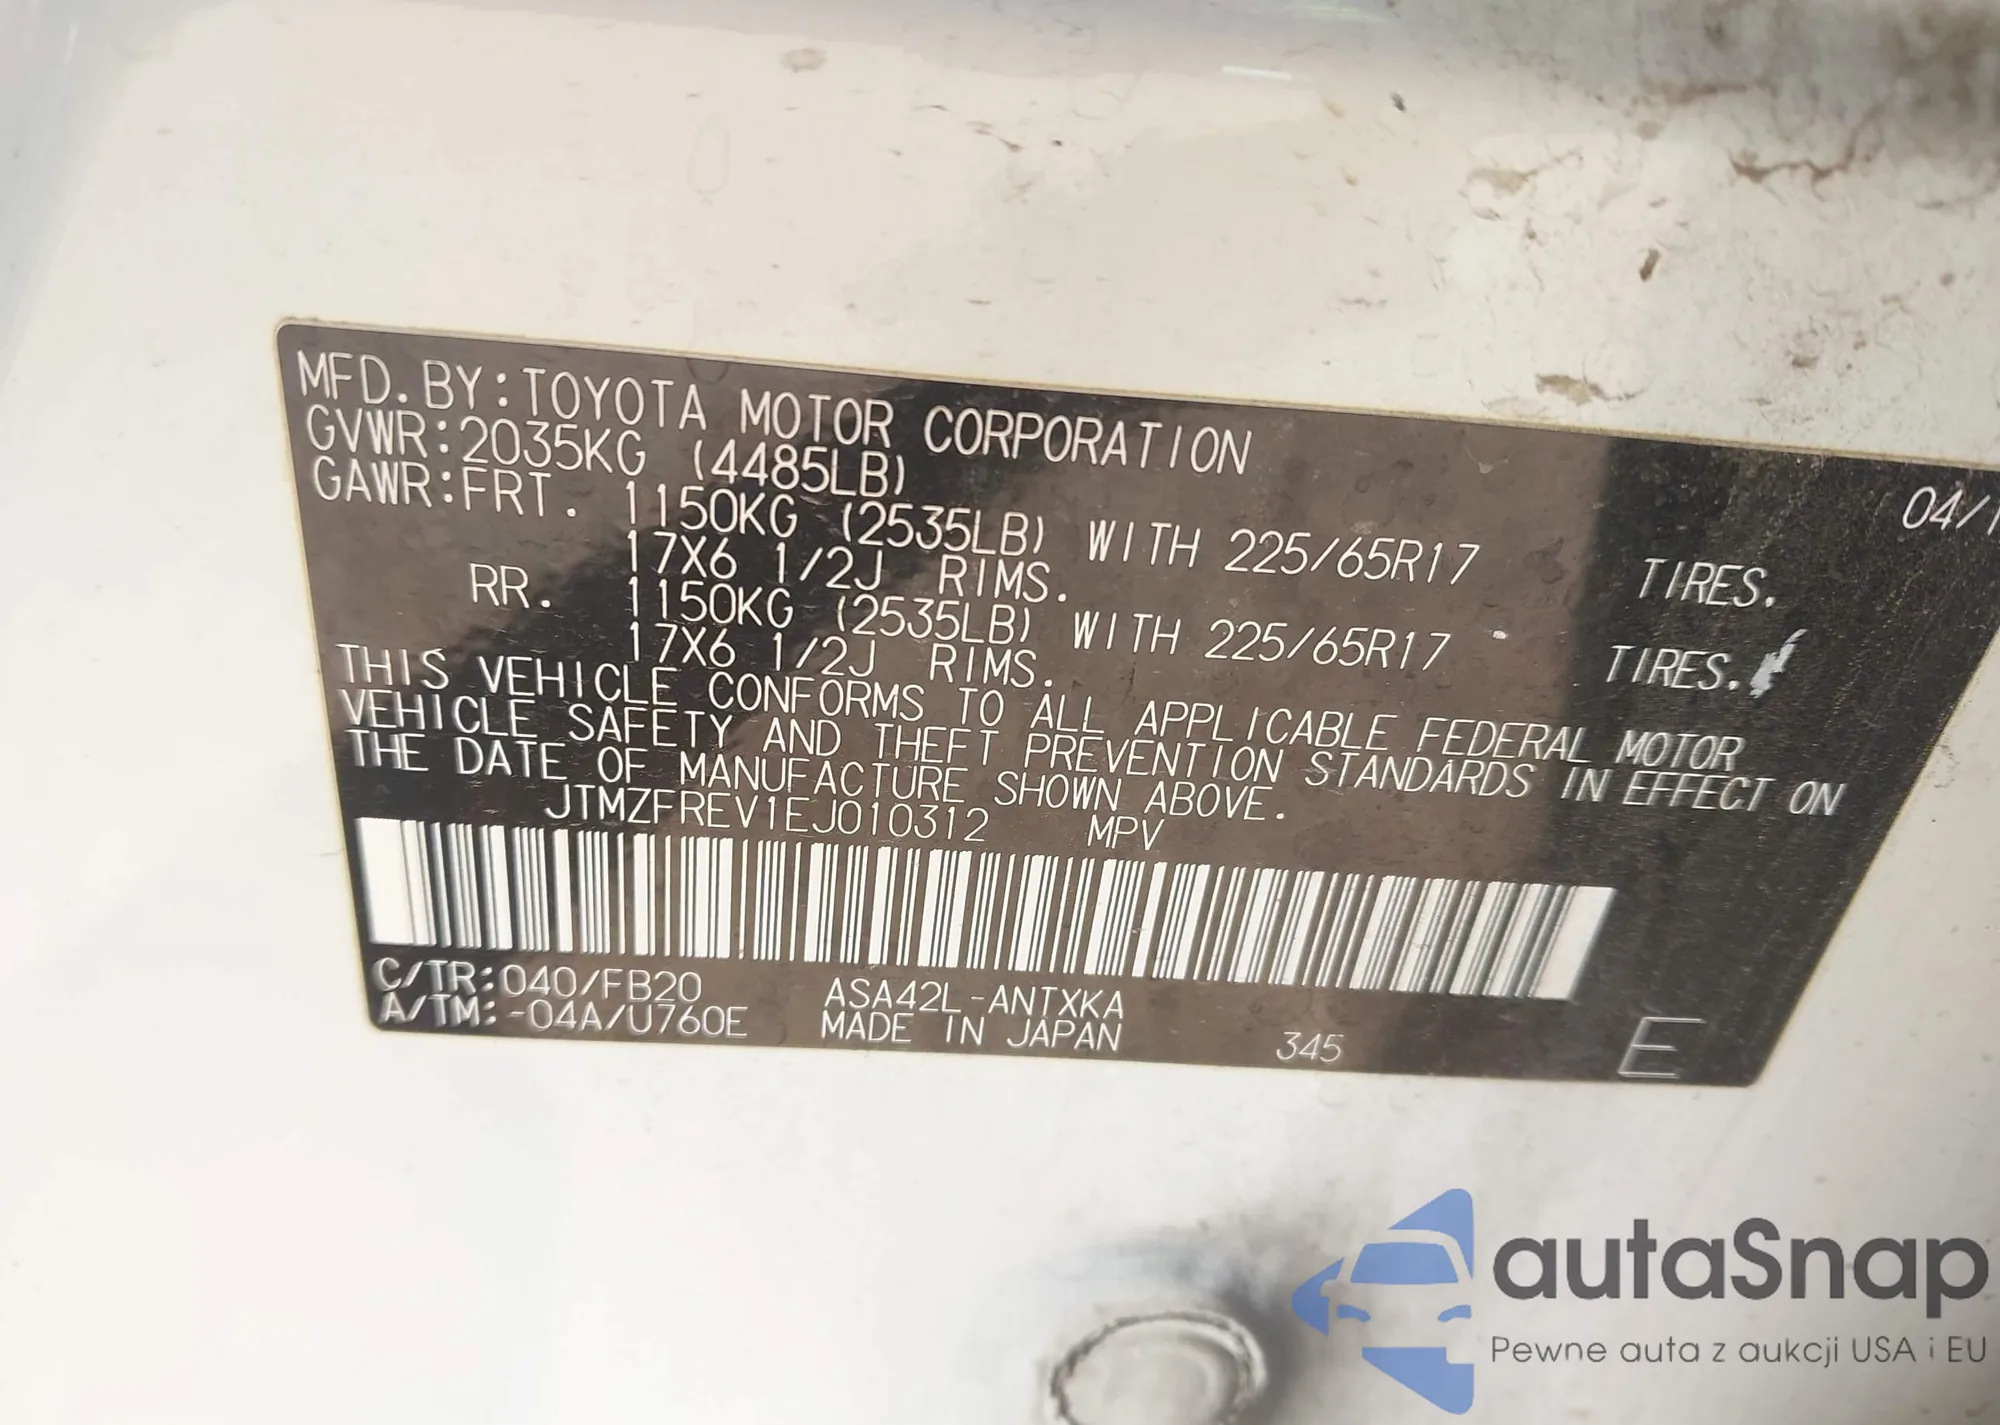 MFD. BY: TOYOTA MOTOR CORPORATION
04/1
GVWR: 2035KG (4485LB)
GAWR: FRT. 1150KG (2535LB) WITH 225/65R17 TIRES.
17X6 1/2J RIMS.
RR. 1150KG (2535LB) WITH 225/65R17 TIRES.
17X6 1/2J RIMS.
THIS VEHICLE CONFORMS TO ALL APPLICABLE FEDERAL MOTOR
VEHICLE SAFETY AND THEFT PREVENTION STANDARDS IN EFFECT ON
THE DATE OF MANUFACTURE SHOWN ABOVE.
JTMZFREV1EJ010312 MPV
C/TR: 040/FB20 ASA42L-ANTXKA
A/TM: -04A/U760E MADE IN JAPAN 345 E
autaSnap
Pewne auta z aukcji USA i EU